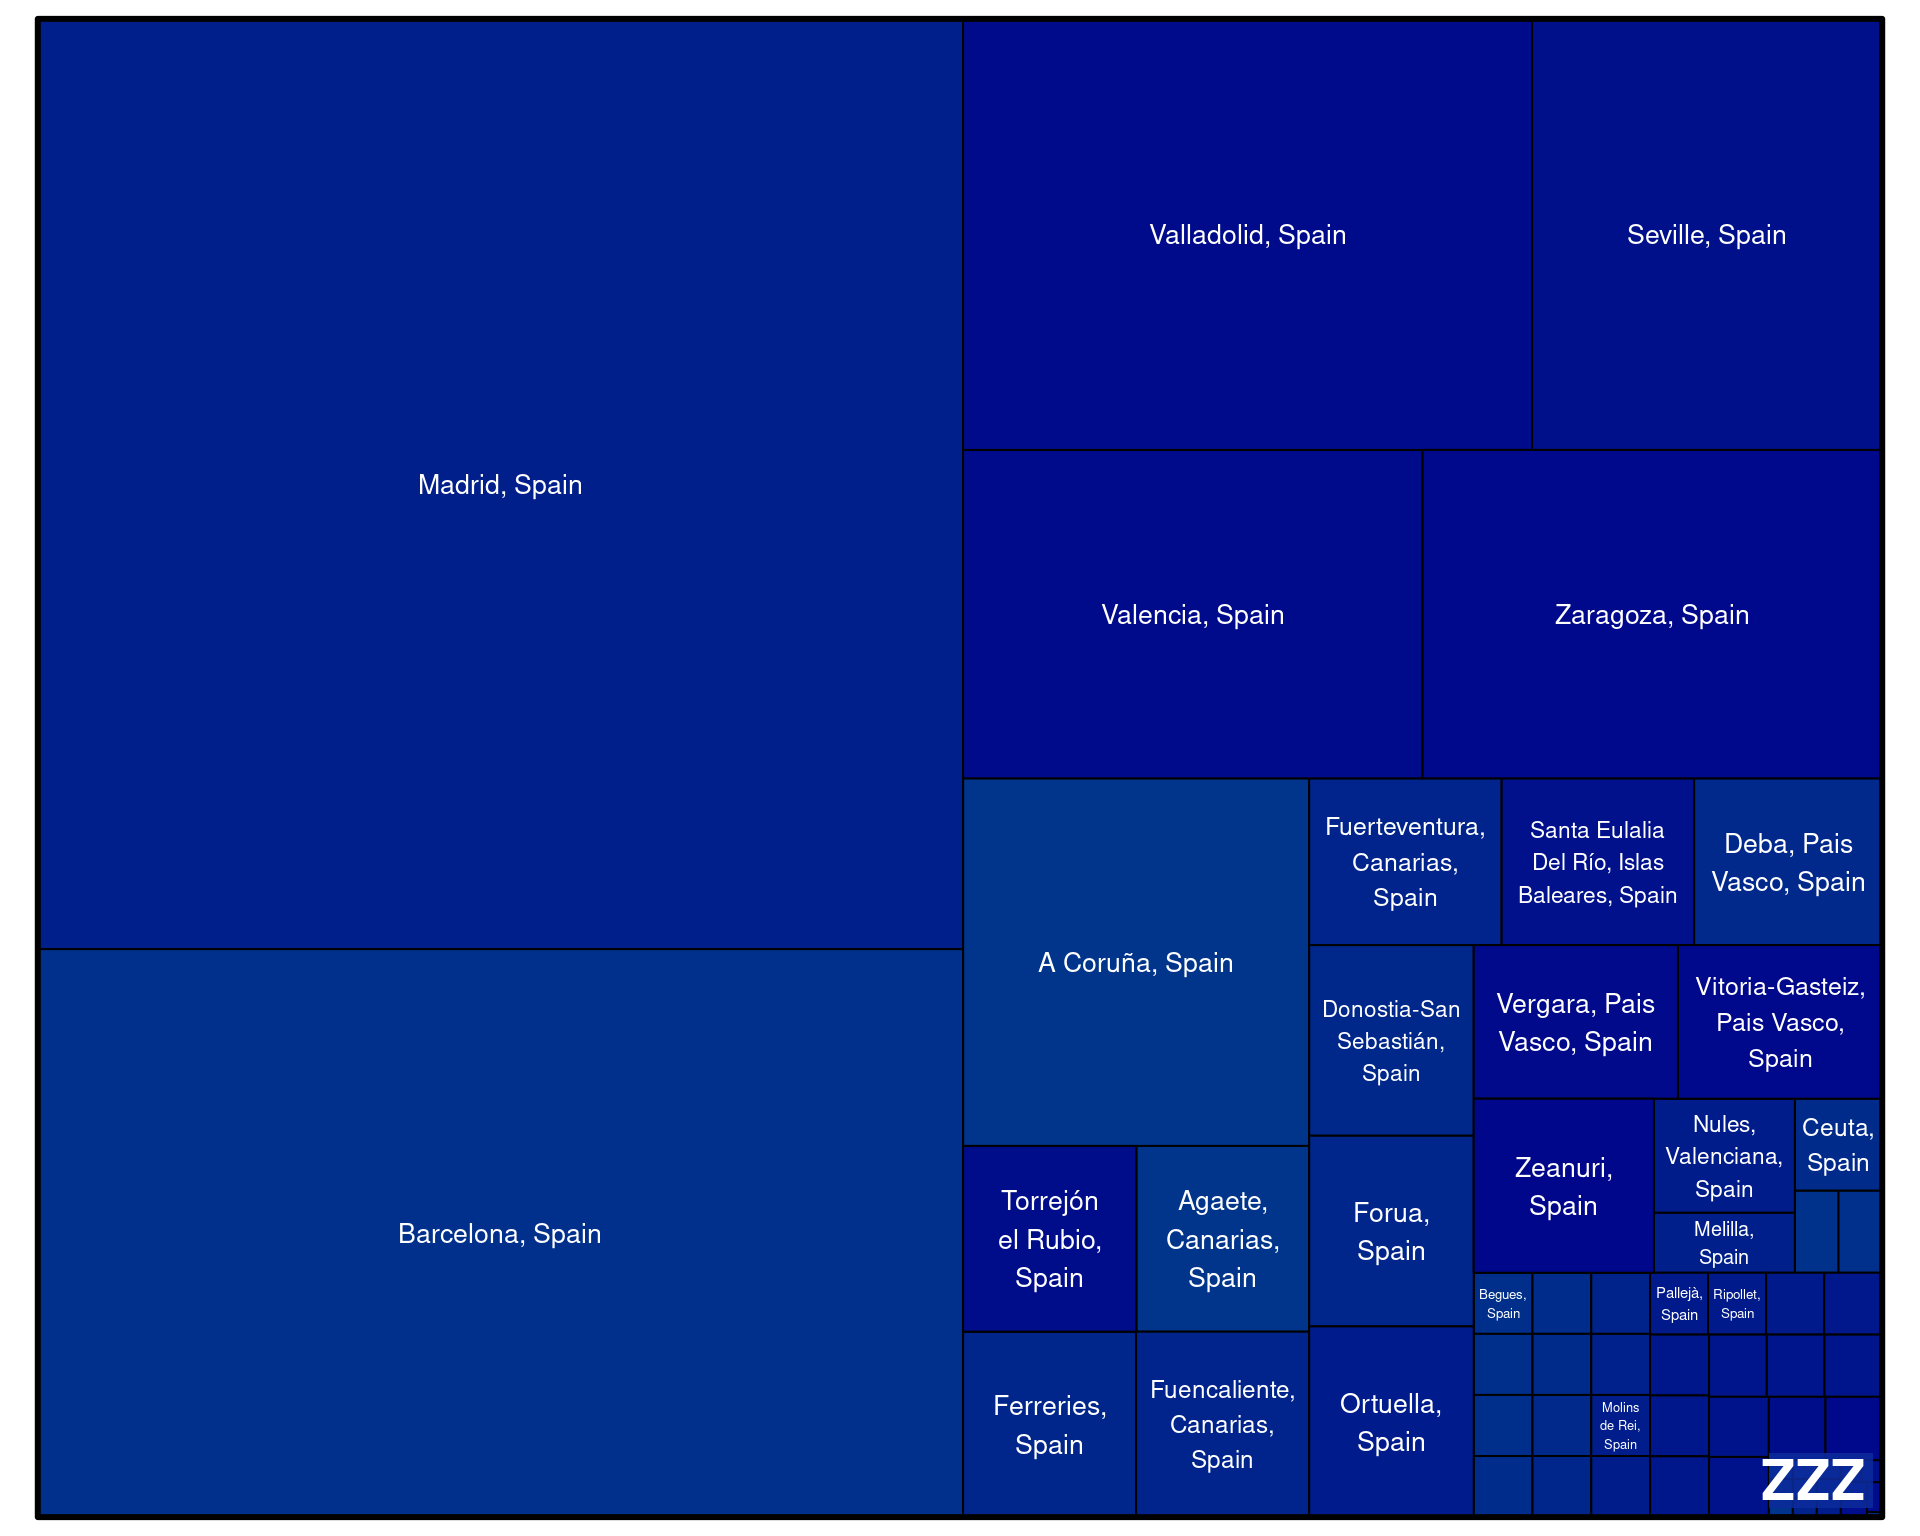 Madrid, Spain
Barcelona, Spain
Valladolid, Spain
Seville, Spain
Valencia, Spain
Zaragoza, Spain
A Coruña, Spain
Fuerteventura,
Canarias,
Spain
Santa Eulalia
Del Río, Islas
Baleares, Spain
Deba, Pais
Vasco, Spain
Donostia-San
Sebastián,
Spain
Vergara, Pais
Vasco, Spain
Vitoria-Gasteiz,
Pais Vasco,
Spain
Torrejón
el Rubio,
Spain
Agaete,
Canarias,
Spain
Forua,
Spain
Zeanuri,
Spain
Nules,
Valenciana,
Spain
Ceuta,
Spain
Melilla,
Spain
Ferreries,
Spain
Fuencaliente,
Canarias,
Spain
Ortuella,
Spain
Begues,
Spain
Pallejà,
Spain
Ripollet,
Spain
Molins
de Rei,
Spain
ZZZ